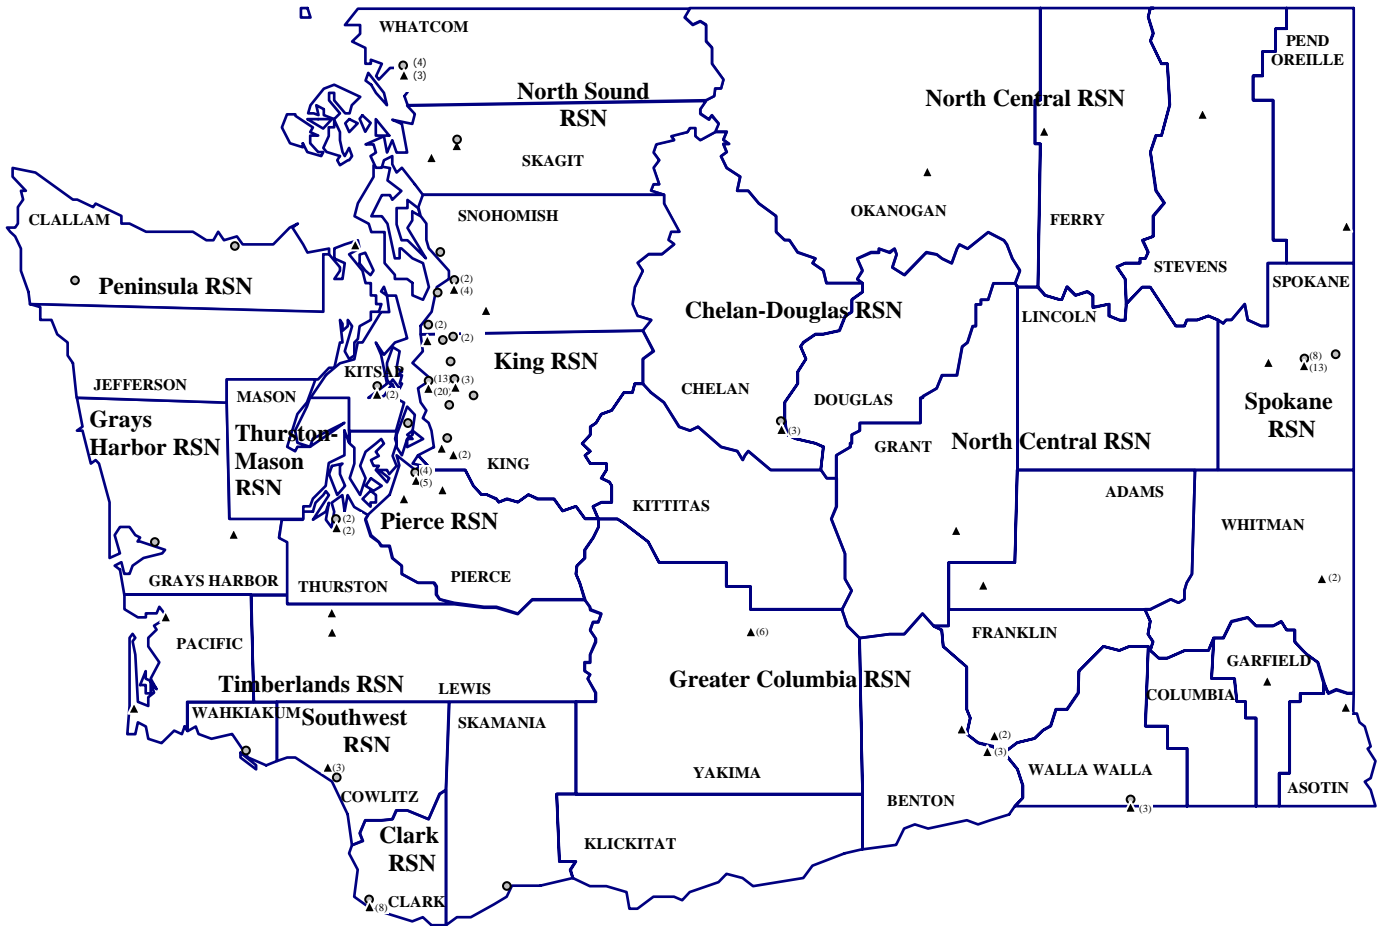 WHATCOM
(4)
(3)
North Sound
RSN
SKAGIT
North Central RSN
PEND
OREILLE
OKANOGAN
FERRY
STEVENS
SPOKANE
CLALLAM
Peninsula RSN
SNOHOMISH
(2)
(4)
(2)
(2)
Chelan-Douglas RSN
LINCOLN
King RSN
JEFFERSON
KITSAP
(2)
(13)
(20)
(3)
CHELAN
DOUGLAS
(3)
(8)
(13)
Spokane
RSN
MASON
Grays
Harbor RSN
Thurston-
Mason
RSN
GRANT
North Central RSN
(2)
KING
(4)
(5)
Pierce RSN
KITTITAS
ADAMS
WHITMAN
(2)
(2)
(2)
GRAYS HARBOR
THURSTON
PIERCE
PACIFIC
(6)
FRANKLIN
GARFIELD
Timberlands RSN
LEWIS
Greater Columbia RSN
COLUMBIA
WAHKIAKUM
Southwest
RSN
SKAMANIA
(2)
(3)
(3)
COWLITZ
YAKIMA
BENTON
WALLA WALLA
(3)
ASOTIN
Clark
RSN
KLICKITAT
(8)
CLARK